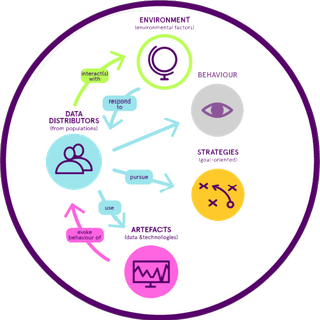 ENVIRONMENT
(environmental factors)
interact(s)
with
BEHAVIOUR
respond
to
DATA
DISTRIBUTORS
(from populations)
STRATEGIES
(goal-oriented)
pursue
use
ARTEFACTS
(data &technologies)
evoke
behaviour of